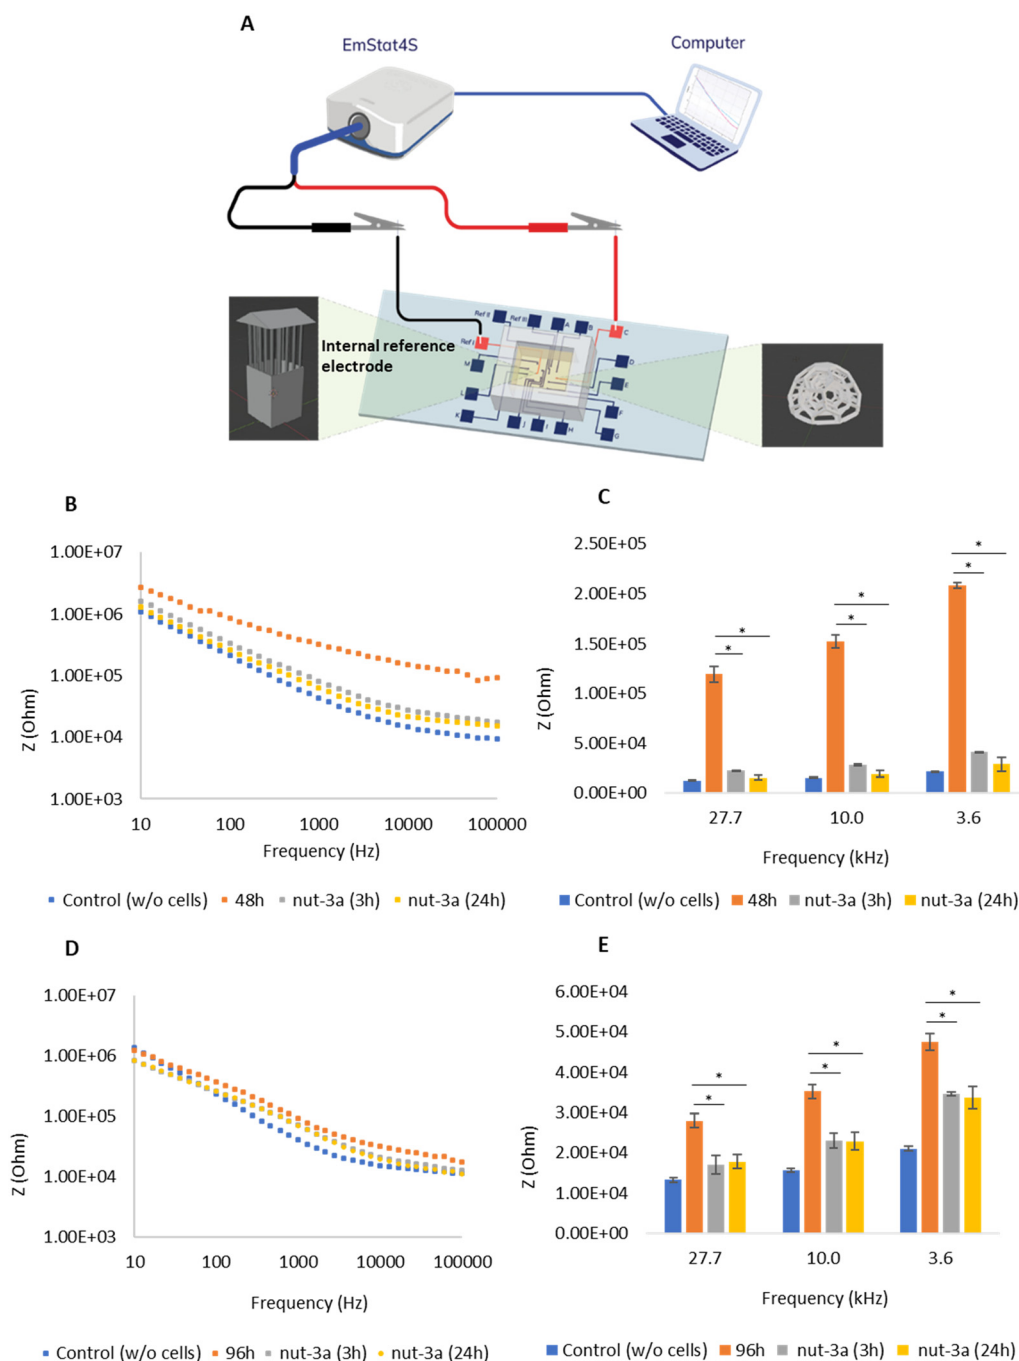 A
EmStat4S
Computer
Ref II
Ref III
A
B
C
Ref I
Internal reference
electrode
M
D
E
L
F
K
J
I
H
G
B
1.00E+07
1.00E+06
1.00E+05
1.00E+04
1.00E+03
Z (Ohm)
10
100
1000
10000
100000
Frequency (Hz)
Control (w/o cells)
48h
nut-3a (3h)
nut-3a (24h)
C
2.50E+05
2.00E+05
1.50E+05
1.00E+05
5.00E+04
0.00E+00
Z (Ohm)
*
*
*
*
*
*
27.7
10.0
3.6
Frequency (kHz)
Control (w/o cells)
48h
nut-3a (3h)
nut-3a (24h)
D
1.00E+07
1.00E+06
1.00E+05
1.00E+04
1.00E+03
Z (Ohm)
10
100
1000
10000
100000
Frequency (Hz)
Control (w/o cells)
96h
nut-3a (3h)
nut-3a (24h)
E
6.00E+04
5.00E+04
4.00E+04
3.00E+04
2.00E+04
1.00E+04
0.00E+00
Z (Ohm)
*
*
*
*
*
*
27.7
10.0
3.6
Frequency (kHz)
Control (w/o cells)
96h
nut-3a (3h)
nut-3a (24h)